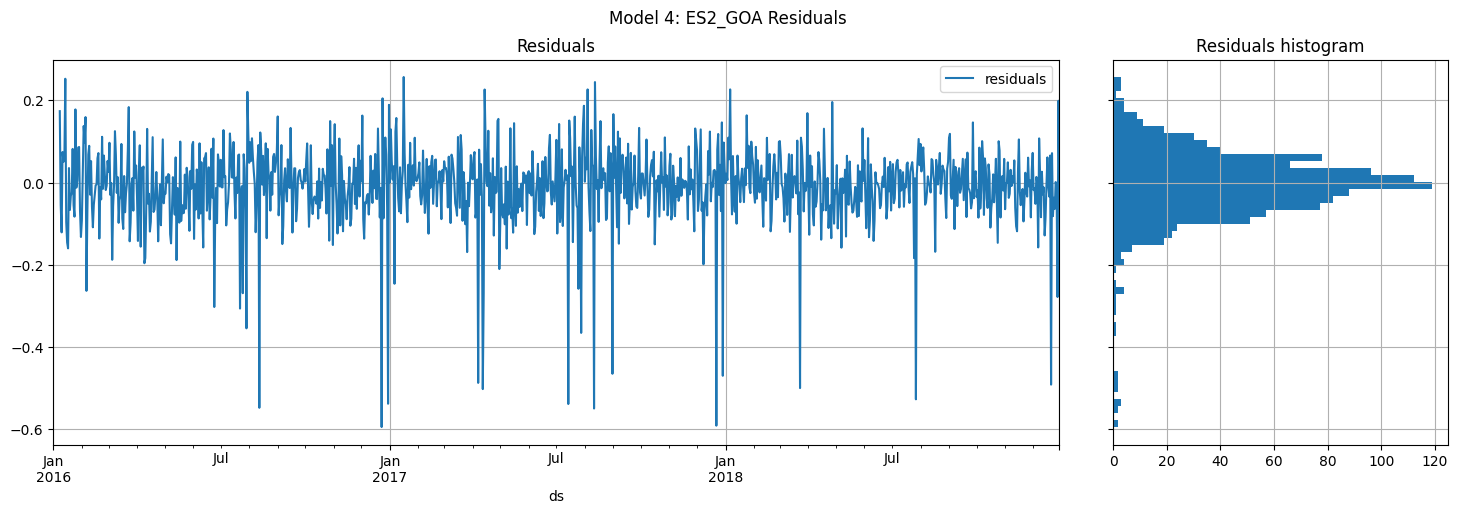 Model 4: ES2_GOA Residuals
Residuals
Residuals histogram
residuals
0.2
0.0
−0.2
−0.4
−0.6
Jan
2016
Jul
Jan
2017
Jul
Jan
2018
Jul
ds
0 20 40 60 80 100 120